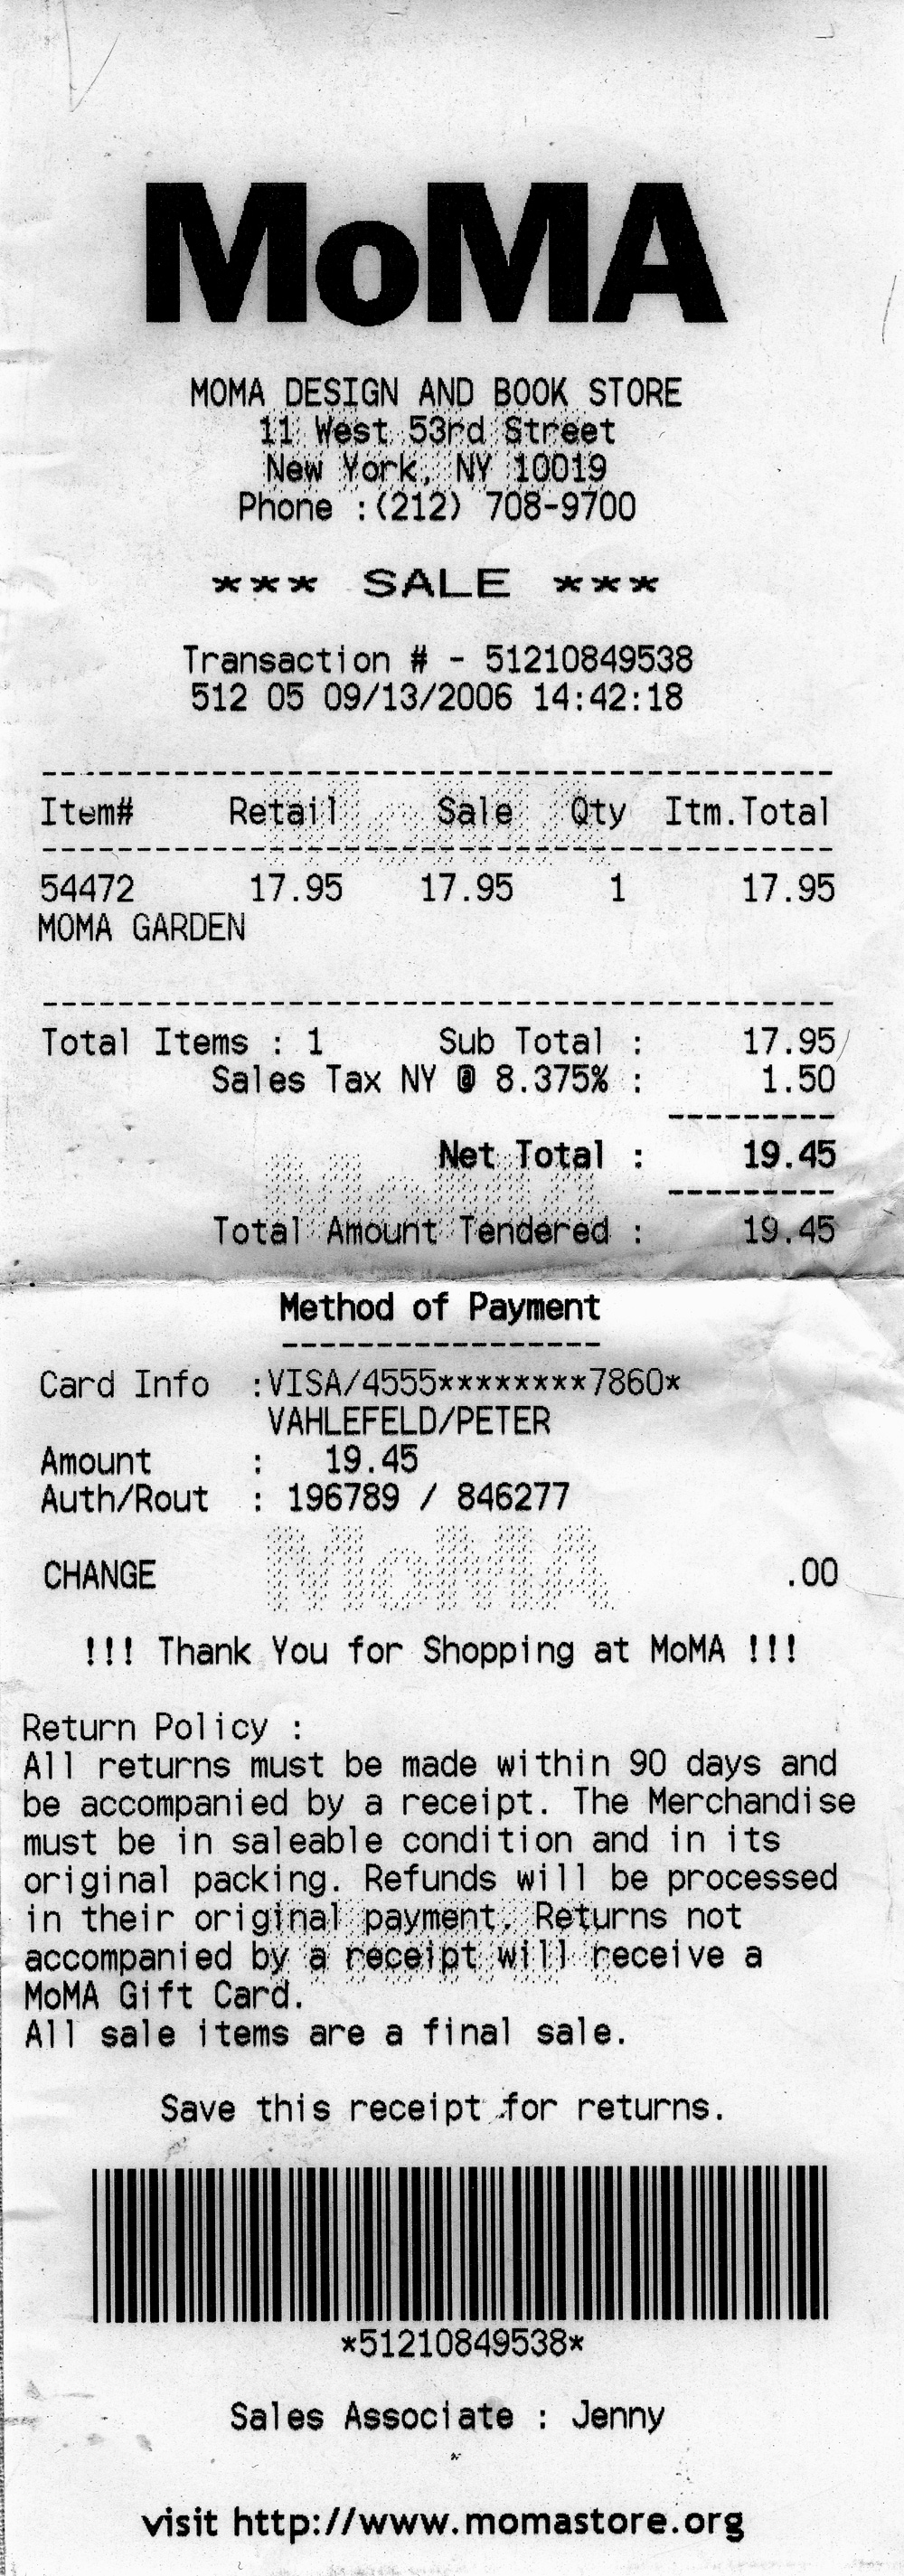 MoMA
MOMA DESIGN AND BOOK STORE
11 West 53rd Street
New York, NY 10019
Phone :(212) 708-9700
*** SALE ***
Transaction # - 51210849538
512 05 09/13/2006 14:42:18
Item# Retail Sale Qty Itm.Total
54472 17.95 17.95 1 17.95
MOMA GARDEN
Total Items : 1 Sub Total : 17.95
Sales Tax NY @ 8.375% : 1.50
Net Total : 19.45
Total Amount Tendered : 19.45
Method of Payment
Card Info :VISA/4555********7860*
VAHLEFELD/PETER
Amount : 19.45
Auth/Rout : 196789 / 846277
MoMA
CHANGE .00
!!! Thank You for Shopping at MoMA !!!
Return Policy :
All returns must be made within 90 days and
be accompanied by a receipt. The Merchandise
must be in saleable condition and in its
original packing. Refunds will be processed
in their original payment. Returns not
accompanied by a receipt will receive a
MoMA Gift Card.
All sale items are a final sale.
Save this receipt for returns.
*51210849538*
Sales Associate : Jenny
visit http://www.momastore.org